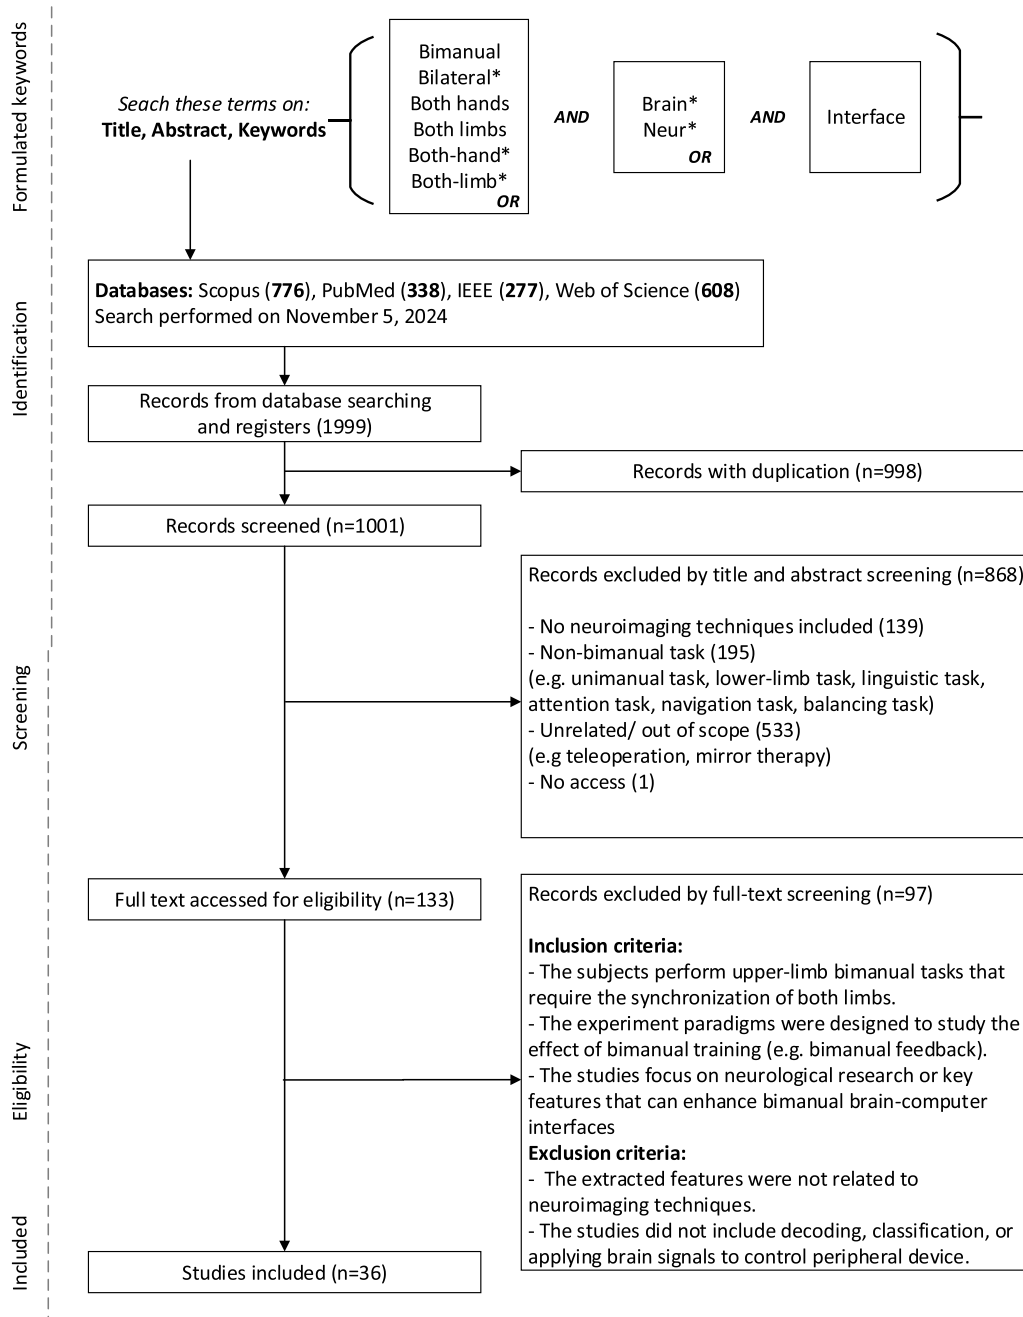 Formulated keywords
Seach these terms on:
Title, Abstract, Keywords
Bimanual
Bilateral*
Both hands
Both limbs
Both-hand*
Both-limb*
OR
AND
Brain*
Neur*
OR
AND
Interface
Identification
Databases: Scopus (776), PubMed (338), IEEE (277), Web of Science (608)
Search performed on November 5, 2024
Records from database searching
and registers (1999)
Records with duplication (n=998)
Screening
Records screened (n=1001)
Records excluded by title and abstract screening (n=868)
- No neuroimaging techniques included (139)
- Non-bimanual task (195)
(e.g. unimanual task, lower-limb task, linguistic task,
attention task, navigation task, balancing task)
- Unrelated/ out of scope (533)
(e.g teleoperation, mirror therapy)
- No access (1)
Eligibility
Full text accessed for eligibility (n=133)
Records excluded by full-text screening (n=97)
Inclusion criteria:
- The subjects perform upper-limb bimanual tasks that
require the synchronization of both limbs.
- The experiment paradigms were designed to study the
effect of bimanual training (e.g. bimanual feedback).
- The studies focus on neurological research or key
features that can enhance bimanual brain-computer
interfaces
Exclusion criteria:
- The extracted features were not related to
neuroimaging techniques.
- The studies did not include decoding, classification, or
applying brain signals to control peripheral device.
Included
Studies included (n=36)